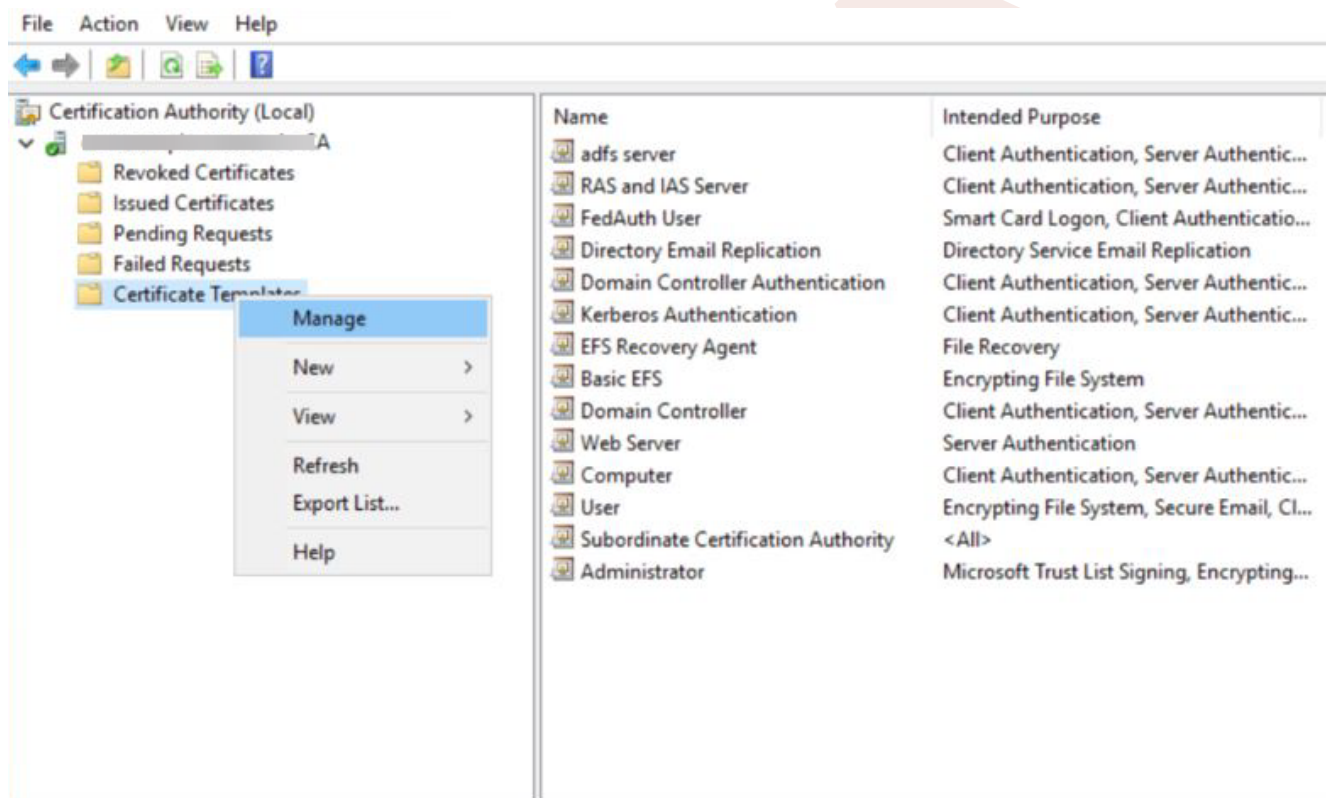 File Action View Help
Certification Authority (Local)
Revoked Certificates
Issued Certificates
Pending Requests
Failed Requests
Certificate Templates
Manage
New
View
Refresh
Export List...
Help
Name Intended Purpose
adfs server Client Authentication, Server Authentic...
RAS and IAS Server Client Authentication, Server Authentic...
FedAuth User Smart Card Logon, Client Authenticatio...
Directory Email Replication Directory Service Email Replication
Domain Controller Authentication Client Authentication, Server Authentic...
Kerberos Authentication Client Authentication, Server Authentic...
EFS Recovery Agent File Recovery
Basic EFS Encrypting File System
Domain Controller Client Authentication, Server Authentic...
Web Server Server Authentication
Computer Client Authentication, Server Authentic...
User Encrypting File System, Secure Email, Cl...
Subordinate Certification Authority <All>
Administrator Microsoft Trust List Signing, Encrypting...